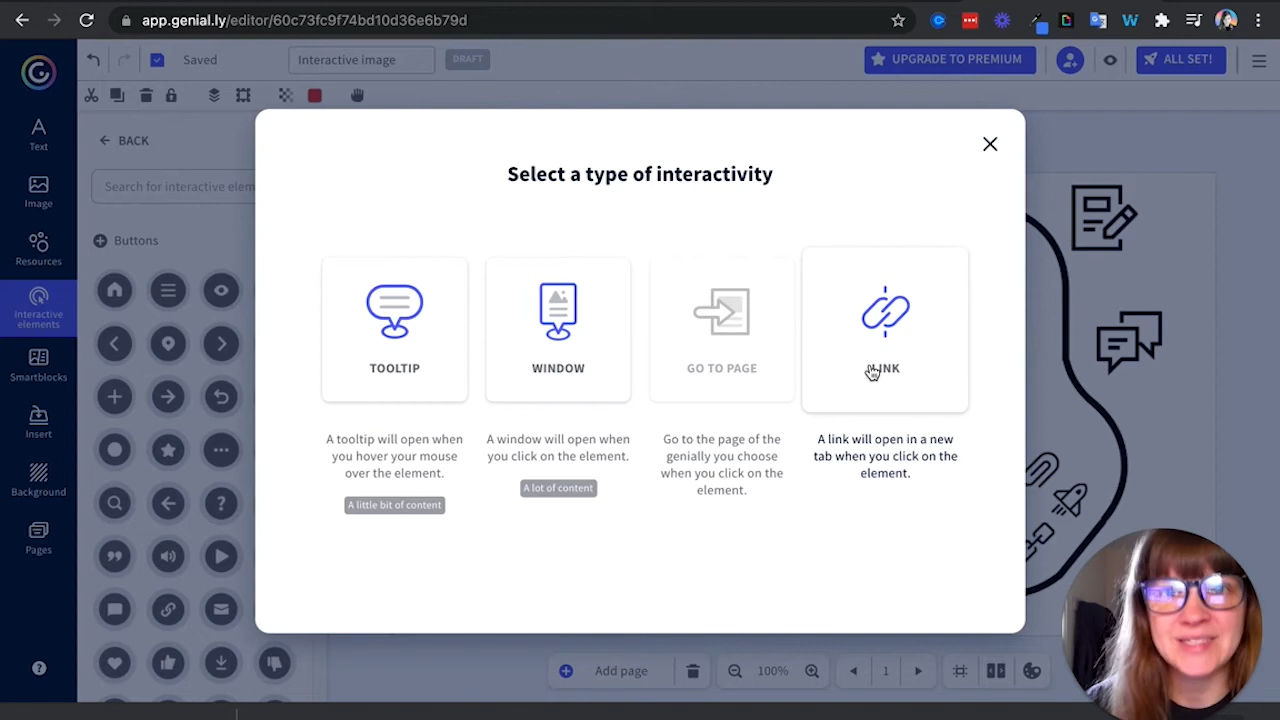 app.genial.ly/editor/60c73fc9f74bd10d36e6b79d
Saved
Interactive image
DRAFT
UPGRADE TO PREMIUM
ALL SET!
Text
Image
Resources
Interactive
elements
Smartblocks
Insert
Background
Pages
BACK
Search for interactive elem
Buttons
Select a type of interactivity
TOOLTIP
A tooltip will open when
you hover your mouse
over the element.
A little bit of content
WINDOW
A window will open when
you click on the element.
A lot of content
GO TO PAGE
Go to the page of the
genially you choose
when you click on the
element.
LINK
A link will open in a new
tab when you click on the
element.
Add page
100%
1